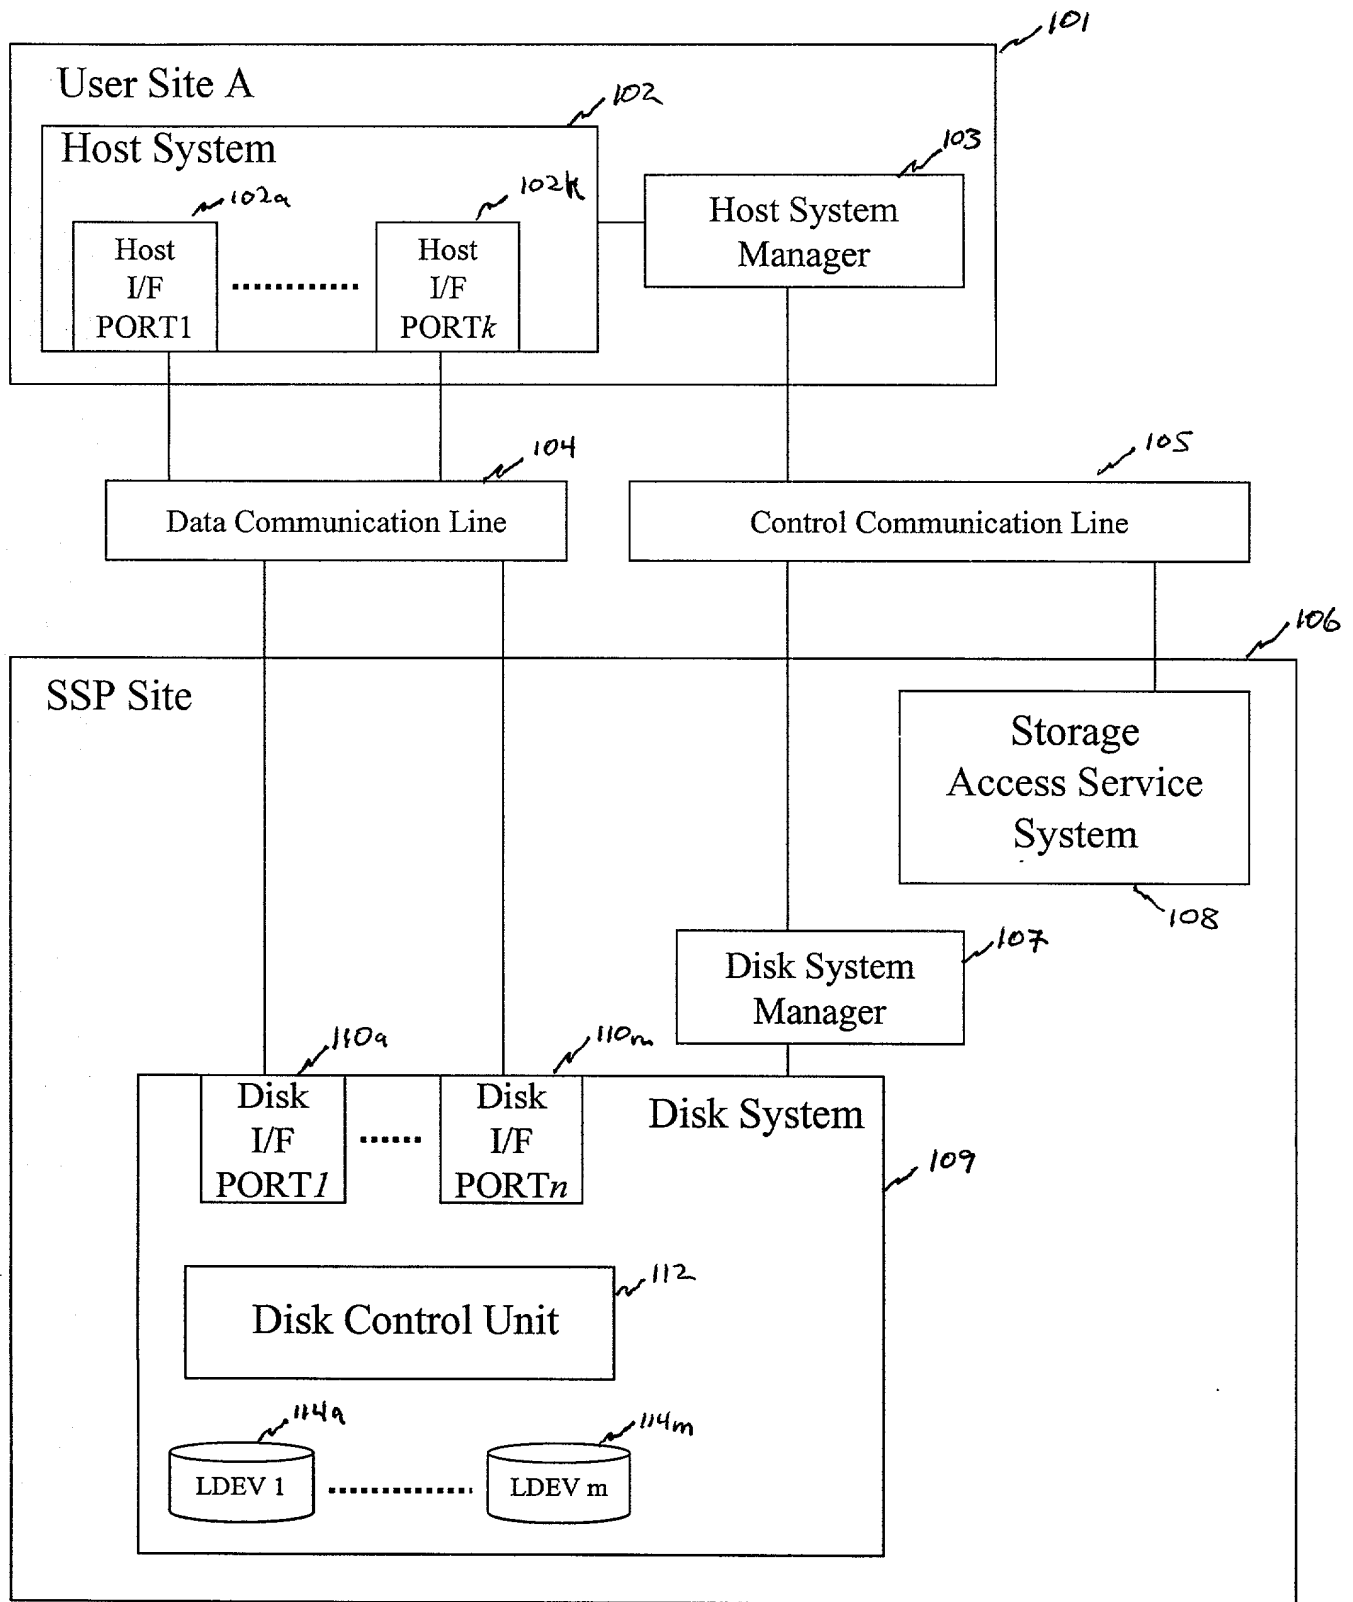 101
User Site A
102
Host System
103
102a
102k
Host
I/F
PORT1
Host
I/F
PORTk
Host System
Manager
104
105
Data Communication Line
Control Communication Line
106
SSP Site
Storage
Access Service
System
108
107
Disk System
Manager
110a
110m
Disk
I/F
PORT1
Disk
I/F
PORTn
Disk System
109
112
Disk Control Unit
114a
114m
LDEV 1
LDEV m